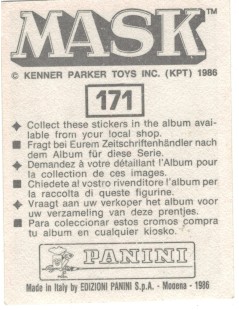 MASK™
© KENNER PARKER TOYS INC. (KPT) 1986
171
Collect these stickers in the album avai-
lable from your local shop.
Fragt bei Eurem Zeitschriftenhändler nach
dem Album für diese Serie.
Demandez à votre détaillant l'Album pour
la collection de ces images.
Chiedete al vostro rivenditore l'album per
la raccolta di queste figurine.
Vraagt aan uw verkoper het album voor
uw verzameling van deze prentjes.
Para coleccionar estos cromos compra
tu album en cualquier kiosko.
PANINI
Made in Italy by EDIZIONI PANINI S.p.A. - Modena - 1986